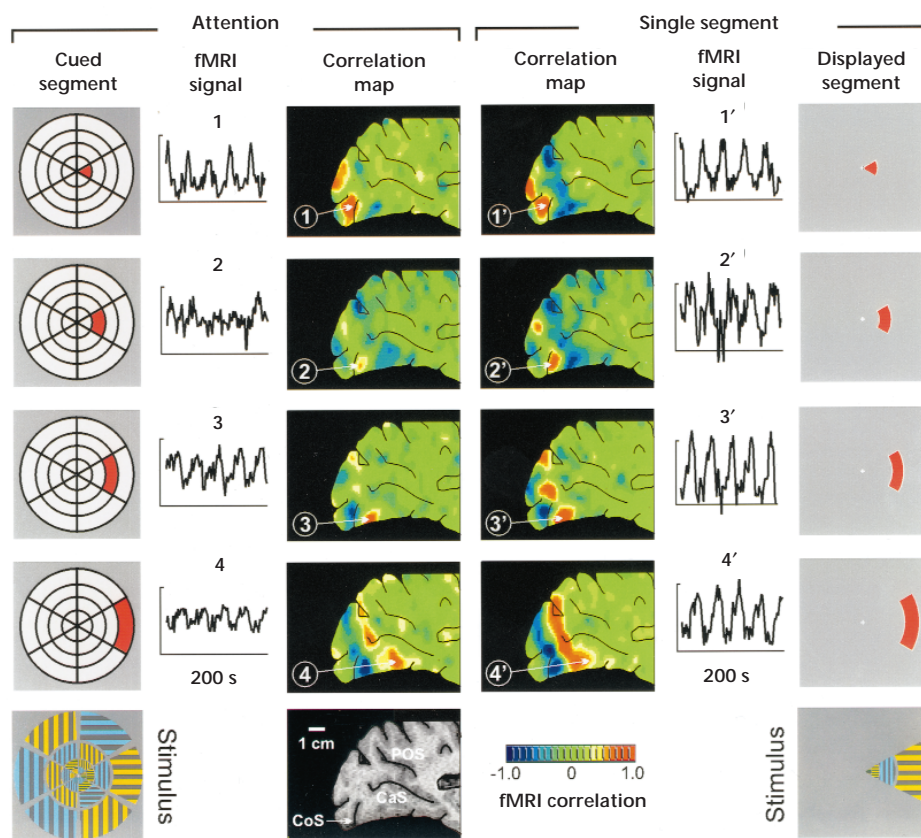 Attention
Single segment
Cued segment
fMRI signal
Correlation map
Correlation map
fMRI signal
Displayed segment
1
1
1'
1′
2
2
2'
2′
3
3
3'
3′
4
4
4'
4′
200 s
200 s
Stimulus
1 cm
POS
CaS
CoS
-1.0 0 1.0
fMRI correlation
Stimulus